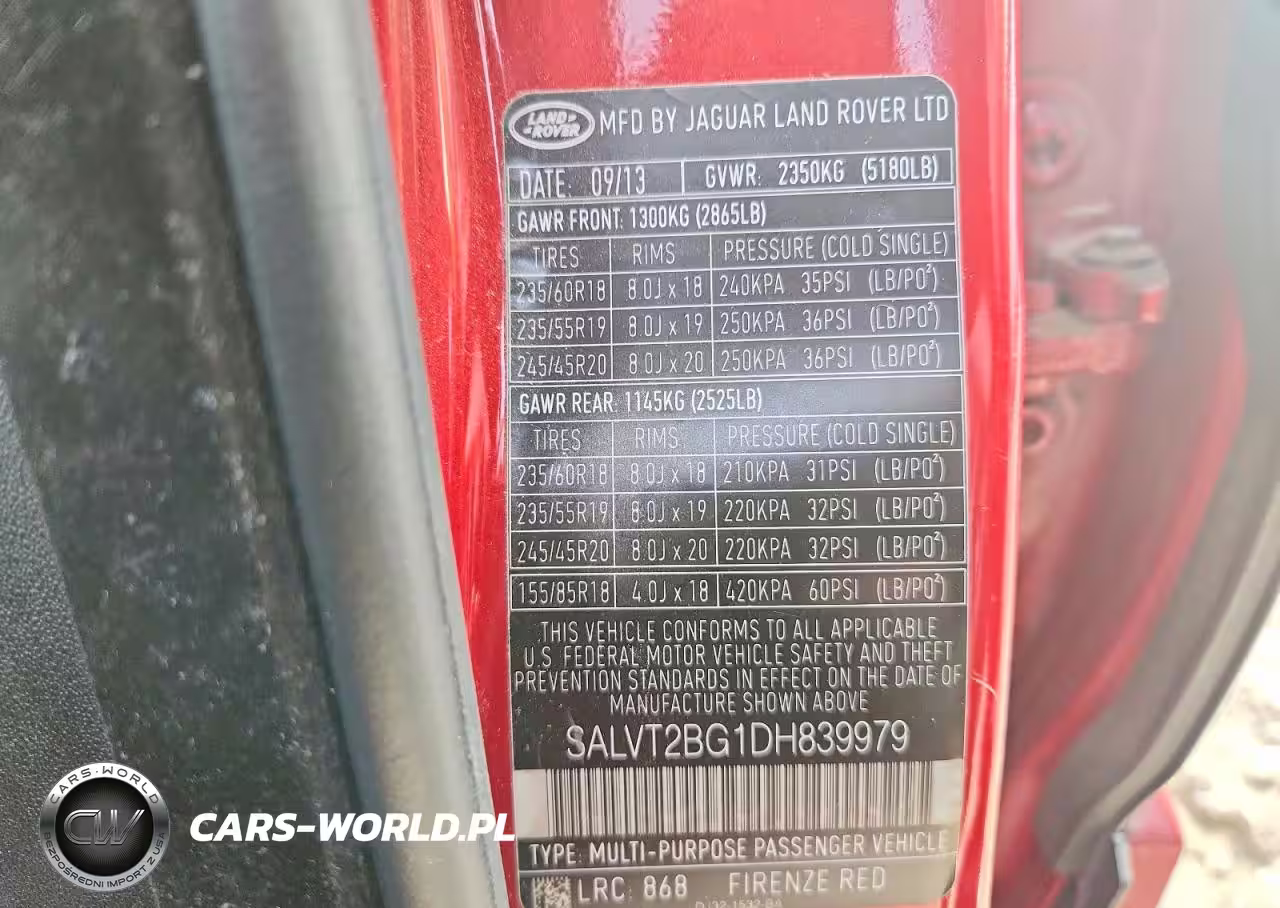 LAND ROVER MFD BY JAGUAR LAND ROVER LTD
DATE: 09/13 GVWR: 2350KG (5180LB)
GAWR FRONT: 1300KG (2865LB)
TIRES RIMS PRESSURE (COLD SINGLE)
235/60R18 8.0J x 18 240KPA 35PSI (LB/PO²)
235/55R19 8.0J x 19 250KPA 36PSI (LB/PO²)
245/45R20 8.0J x 20 250KPA 36PSI (LB/PO²)
GAWR REAR: 1145KG (2525LB)
TIRES RIMS PRESSURE (COLD SINGLE)
235/60R18 8.0J x 18 210KPA 31PSI (LB/PO²)
235/55R19 8.0J x 19 220KPA 32PSI (LB/PO²)
245/45R20 8.0J x 20 220KPA 32PSI (LB/PO²)
155/85R18 4.0J x 18 420KPA 60PSI (LB/PO²)
THIS VEHICLE CONFORMS TO ALL APPLICABLE
U.S. FEDERAL MOTOR VEHICLE SAFETY AND THEFT
PREVENTION STANDARDS IN EFFECT ON THE DATE OF
MANUFACTURE SHOWN ABOVE
SALVT2BG1DH839979
TYPE: MULTI-PURPOSE PASSENGER VEHICLE
LRC: 868 FIRENZE RED
DJ32-1532-BA
CARS-WORLD
CW
BEZPOŚREDNI IMPORT Z USA
CARS-WORLD.PL